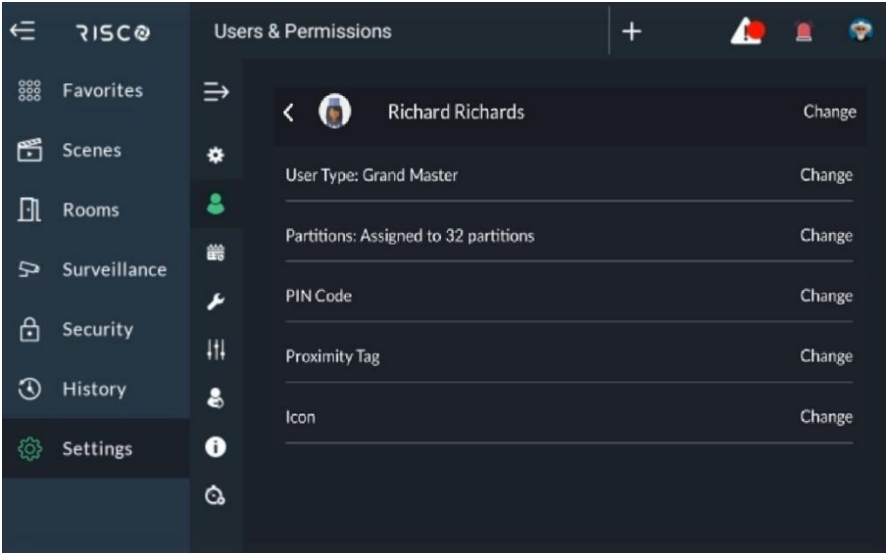 RISCO
Users & Permissions
+
Favorites
Scenes
Rooms
Surveillance
Security
History
Settings
Richard Richards Change
User Type: Grand Master Change
Partitions: Assigned to 32 partitions Change
PIN Code Change
Proximity Tag Change
Icon Change